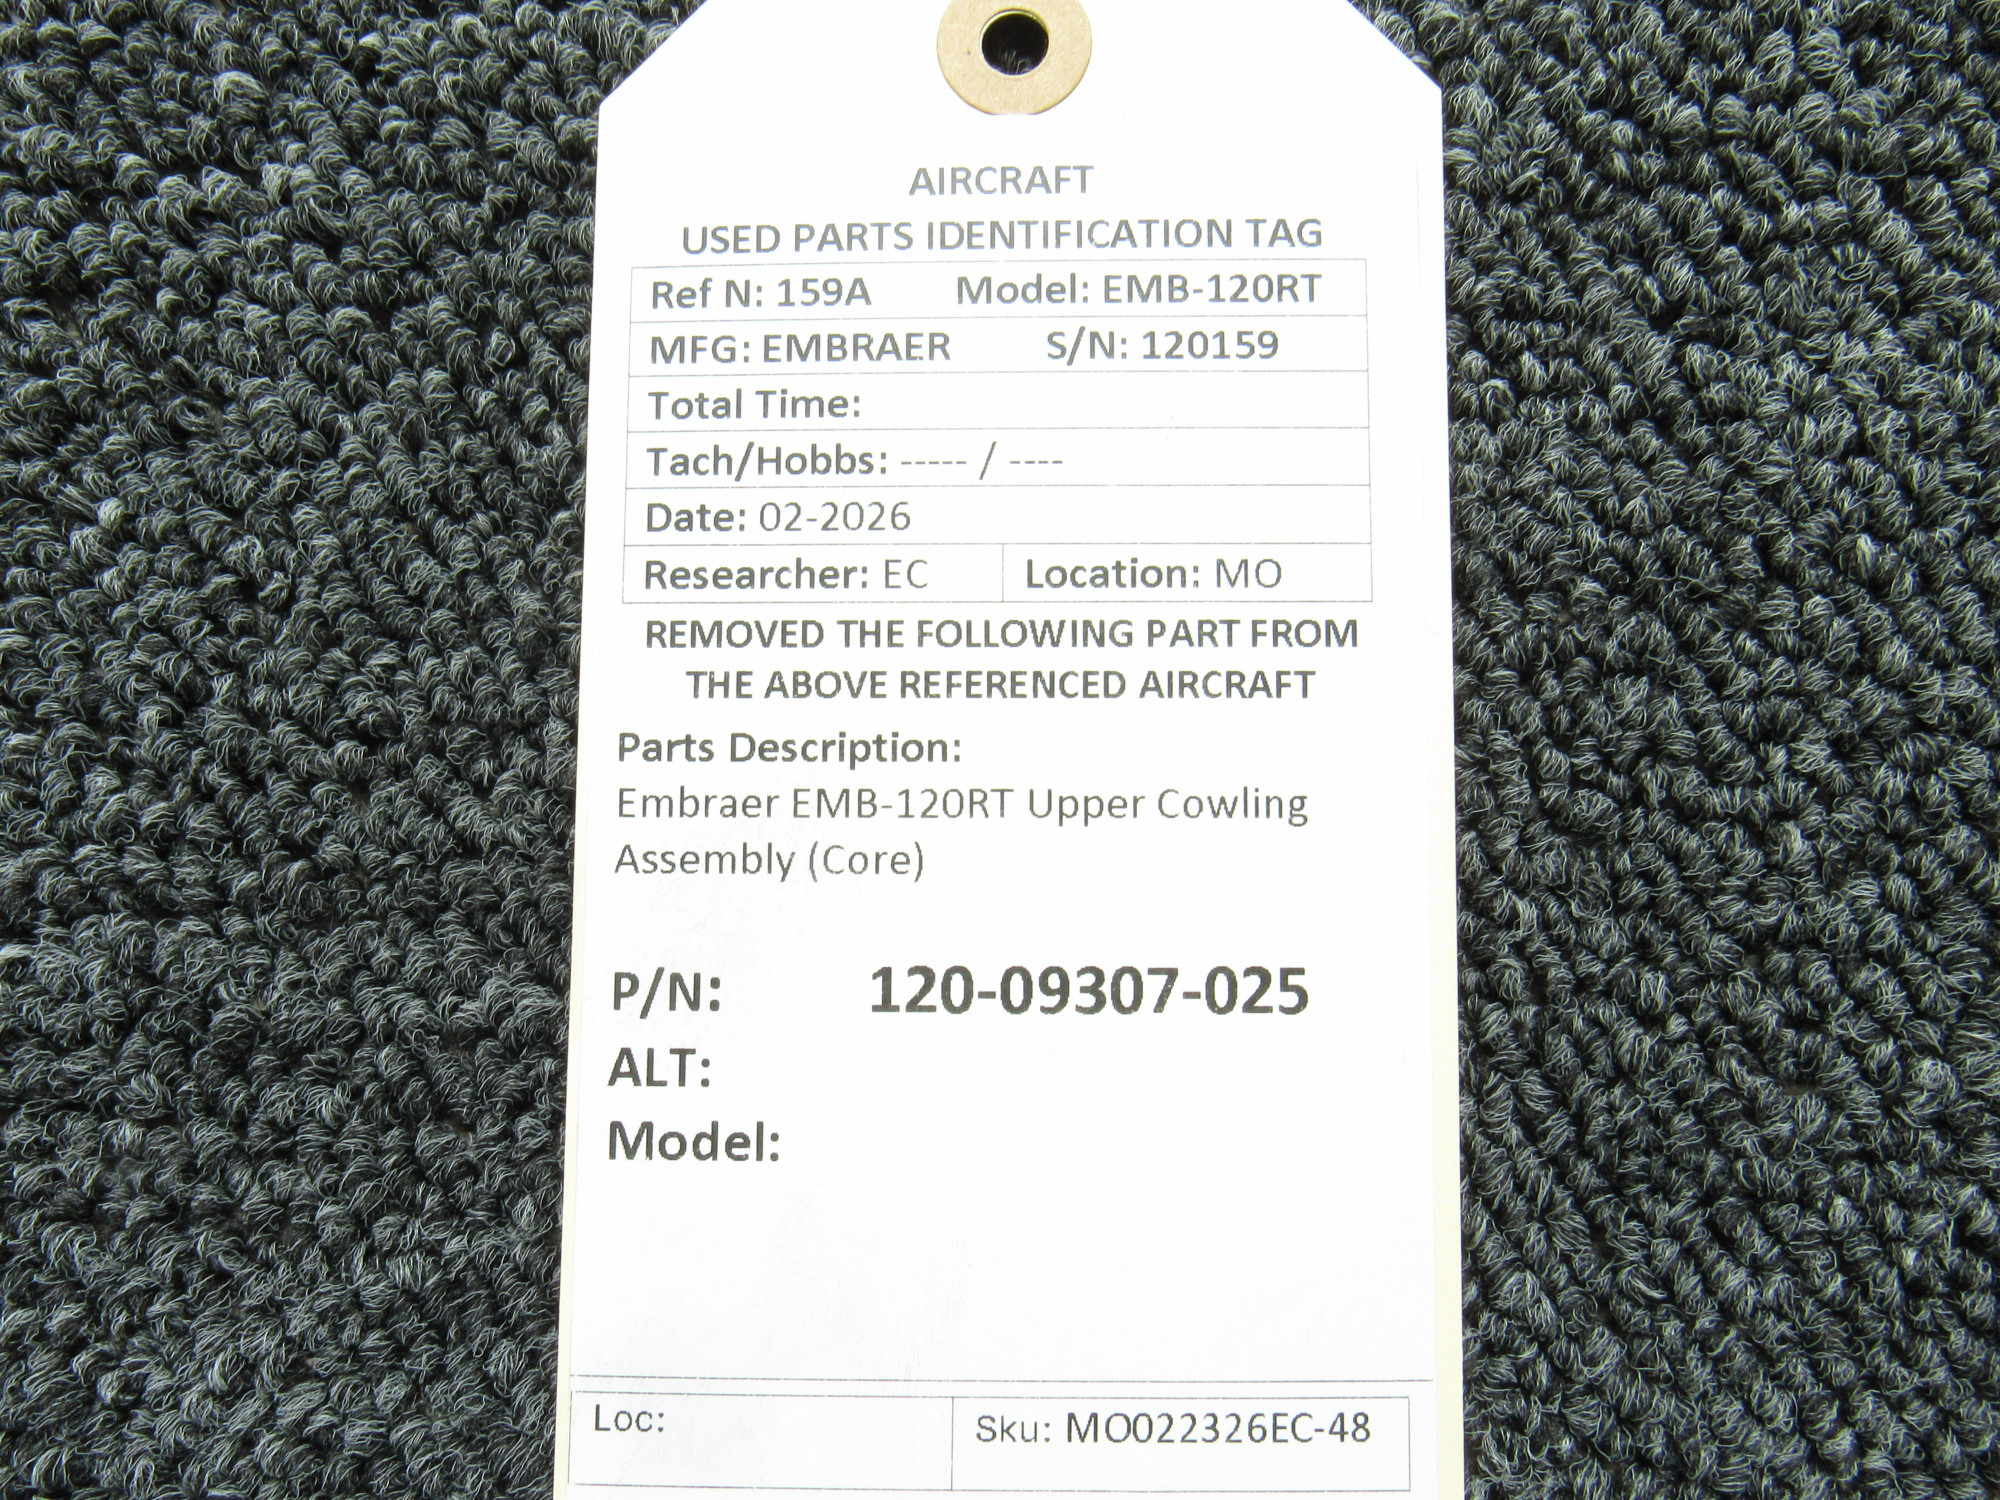 AIRCRAFT
USED PARTS IDENTIFICATION TAG
Ref N: 159A Model: EMB-120RT
MFG: EMBRAER S/N: 120159
Total Time:
Tach/Hobbs: ----- / ----
Date: 02-2026
Researcher: EC Location: MO
REMOVED THE FOLLOWING PART FROM
THE ABOVE REFERENCED AIRCRAFT
Parts Description:
Embraer EMB-120RT Upper Cowling
Assembly (Core)
P/N: 120-09307-025
ALT:
Model:
Loc: Sku: MO022326EC-48